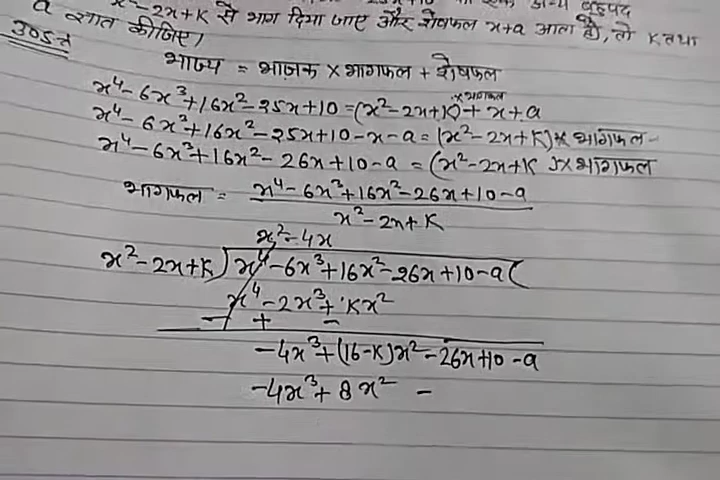 x²-2x+K से भाग दिया जाए और शेषफल x+a आता हो, तो K तथा
a ज्ञात कीजिए।
उदा
भाज्य = भाजक × भागफल + शेषफल
x⁴-6x³+16x²-25x+10=(x²-2x+K)×भागफल + x+a
x⁴-6x³+16x²-25x+10-x-a=(x²-2x+K)×भागफल-
x⁴-6x³+16x²-26x+10-a = (x²-2x+K)×भागफल
भागफल = x⁴-6x³+16x²-26x+10-a
x²-2x+K
x²-4x
x²-2x+K)x⁴-6x³+16x²-26x+10-a(
x⁴-2x³+Kx²
- + -
-4x³+(16-K)x²-26x+10-a
-4x³+8x² -